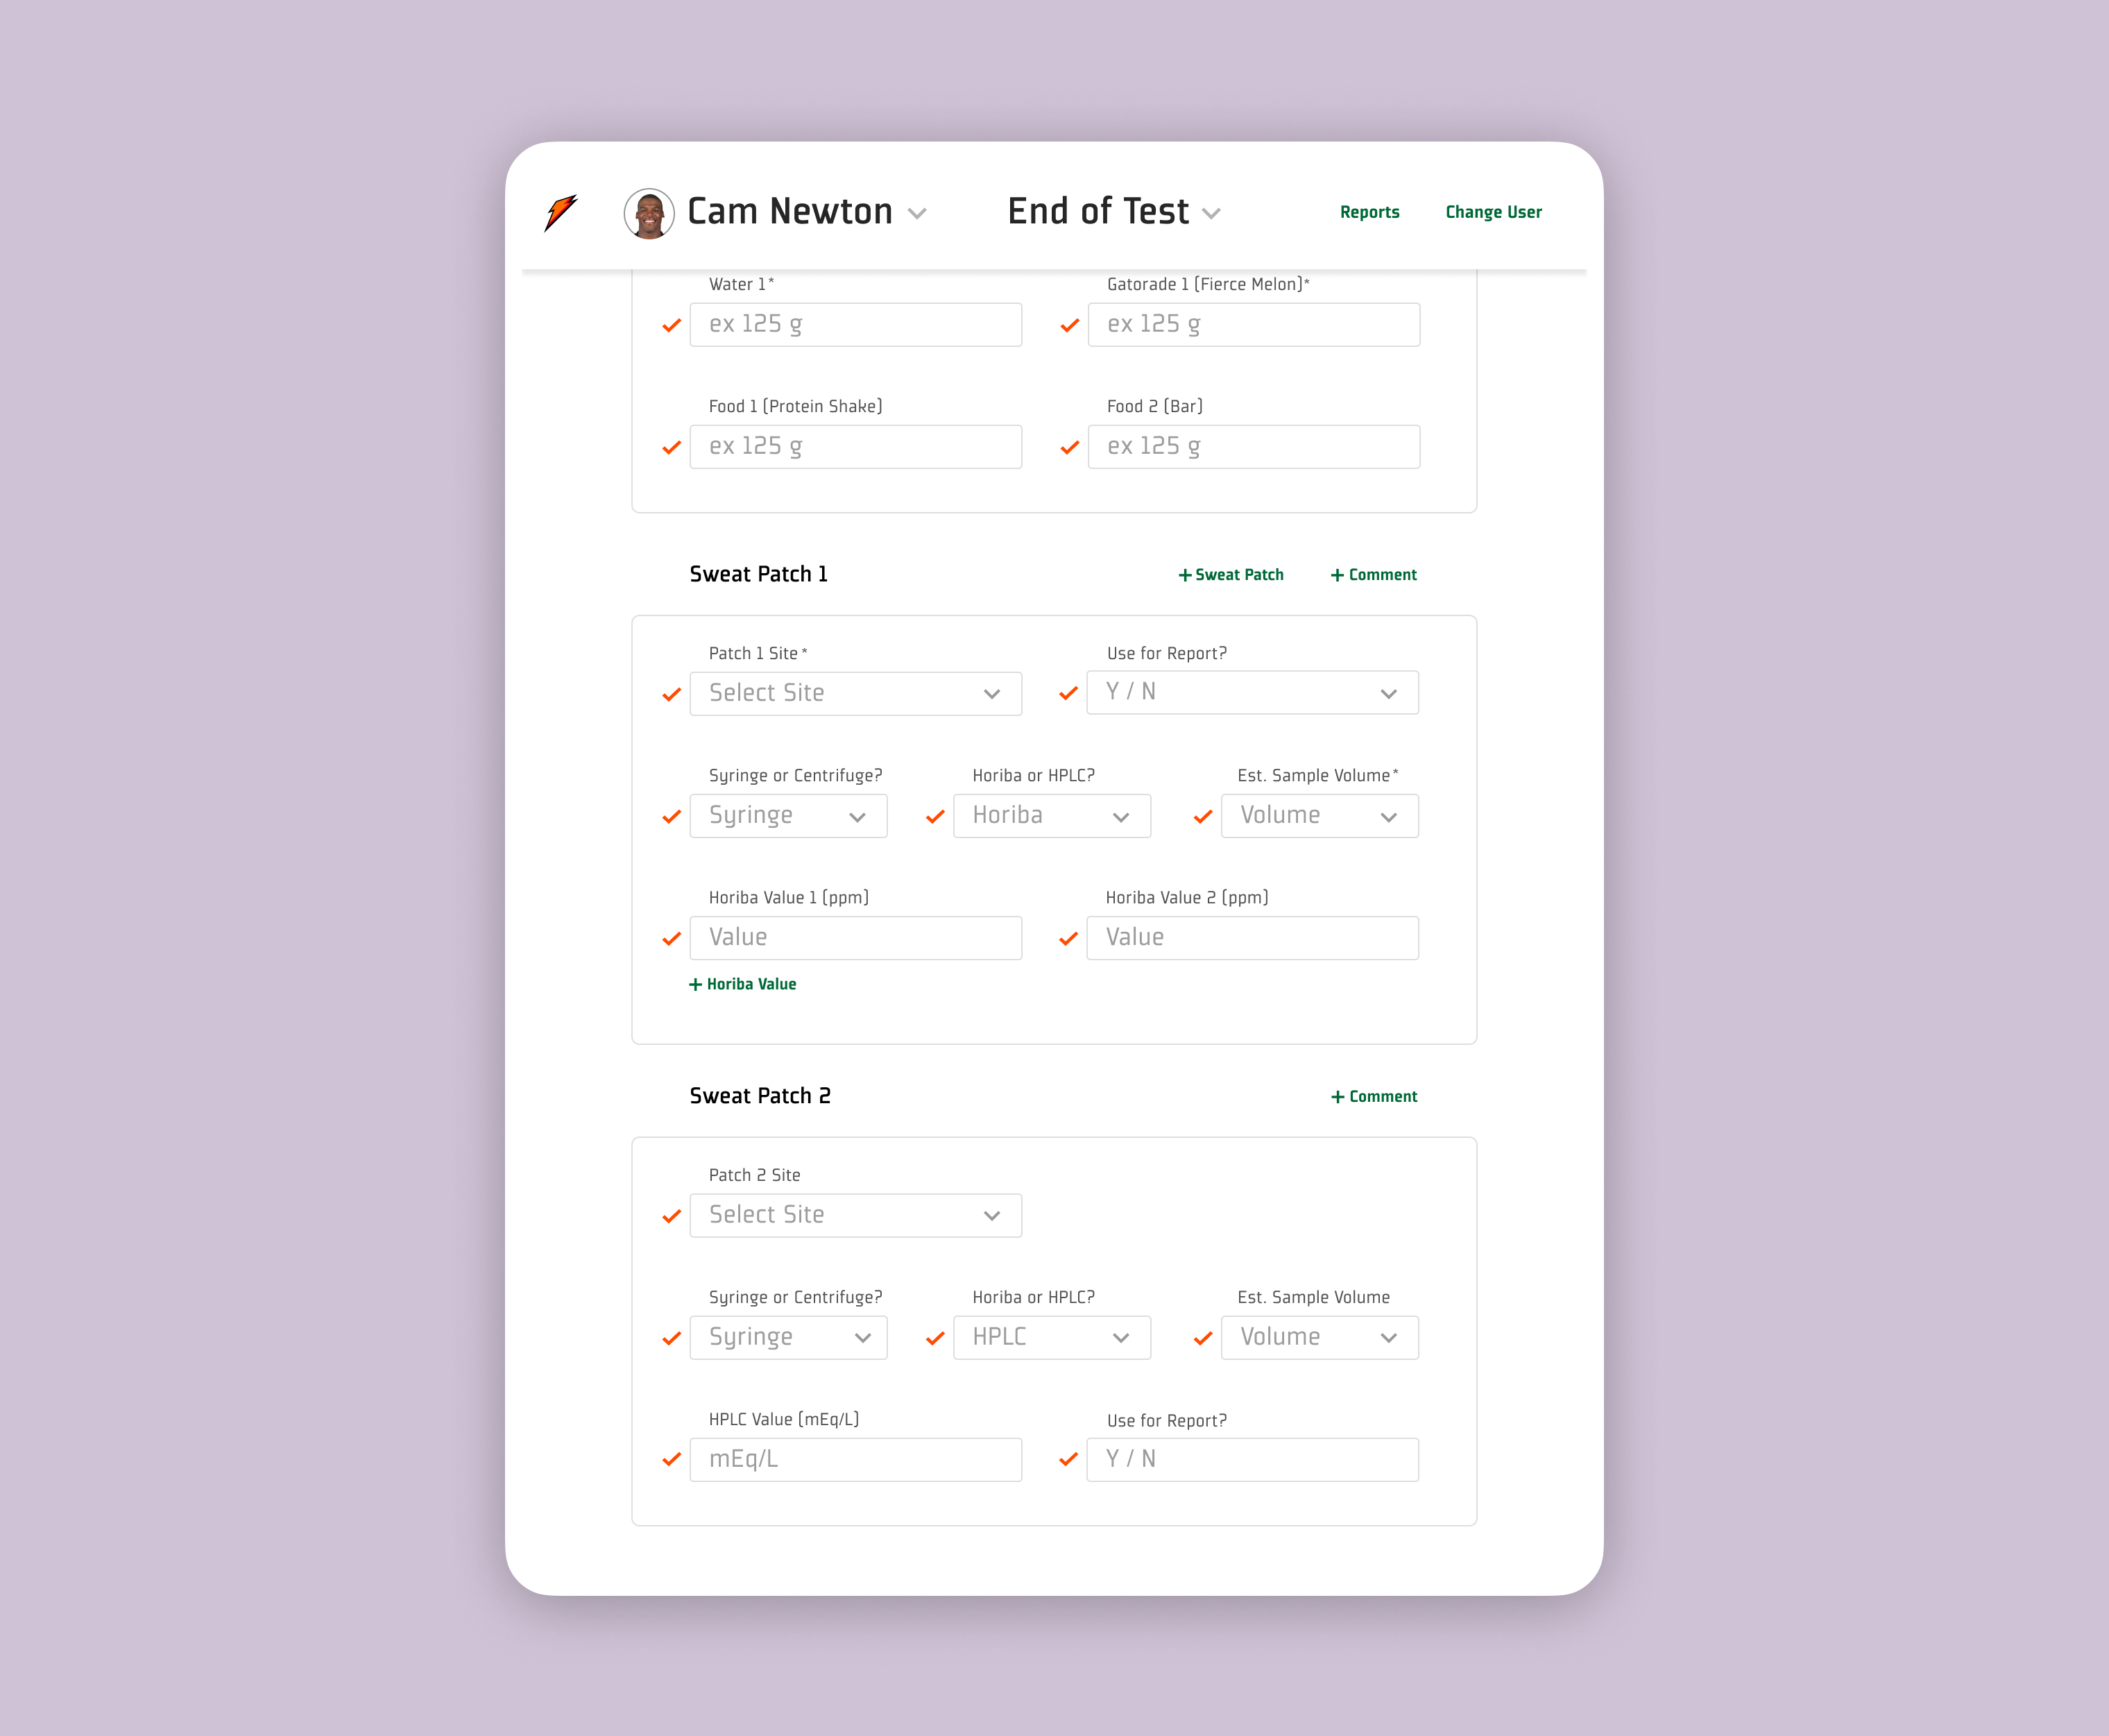 Cam Newton End of Test Reports Change User
Water 1* Gatorade 1 (Fierce Melon)*
ex 125 g ex 125 g
Food 1 (Protein Shake) Food 2 (Bar)
ex 125 g ex 125 g
Sweat Patch 1 + Sweat Patch + Comment
Patch 1 Site* Use for Report?
Select Site Y / N
Syringe or Centrifuge? Horiba or HPLC? Est. Sample Volume*
Syringe Horiba Volume
Horiba Value 1 (ppm) Horiba Value 2 (ppm)
Value Value
+ Horiba Value
Sweat Patch 2 + Comment
Patch 2 Site
Select Site
Syringe or Centrifuge? Horiba or HPLC? Est. Sample Volume
Syringe HPLC Volume
HPLC Value (mEq/L) Use for Report?
mEq/L Y / N